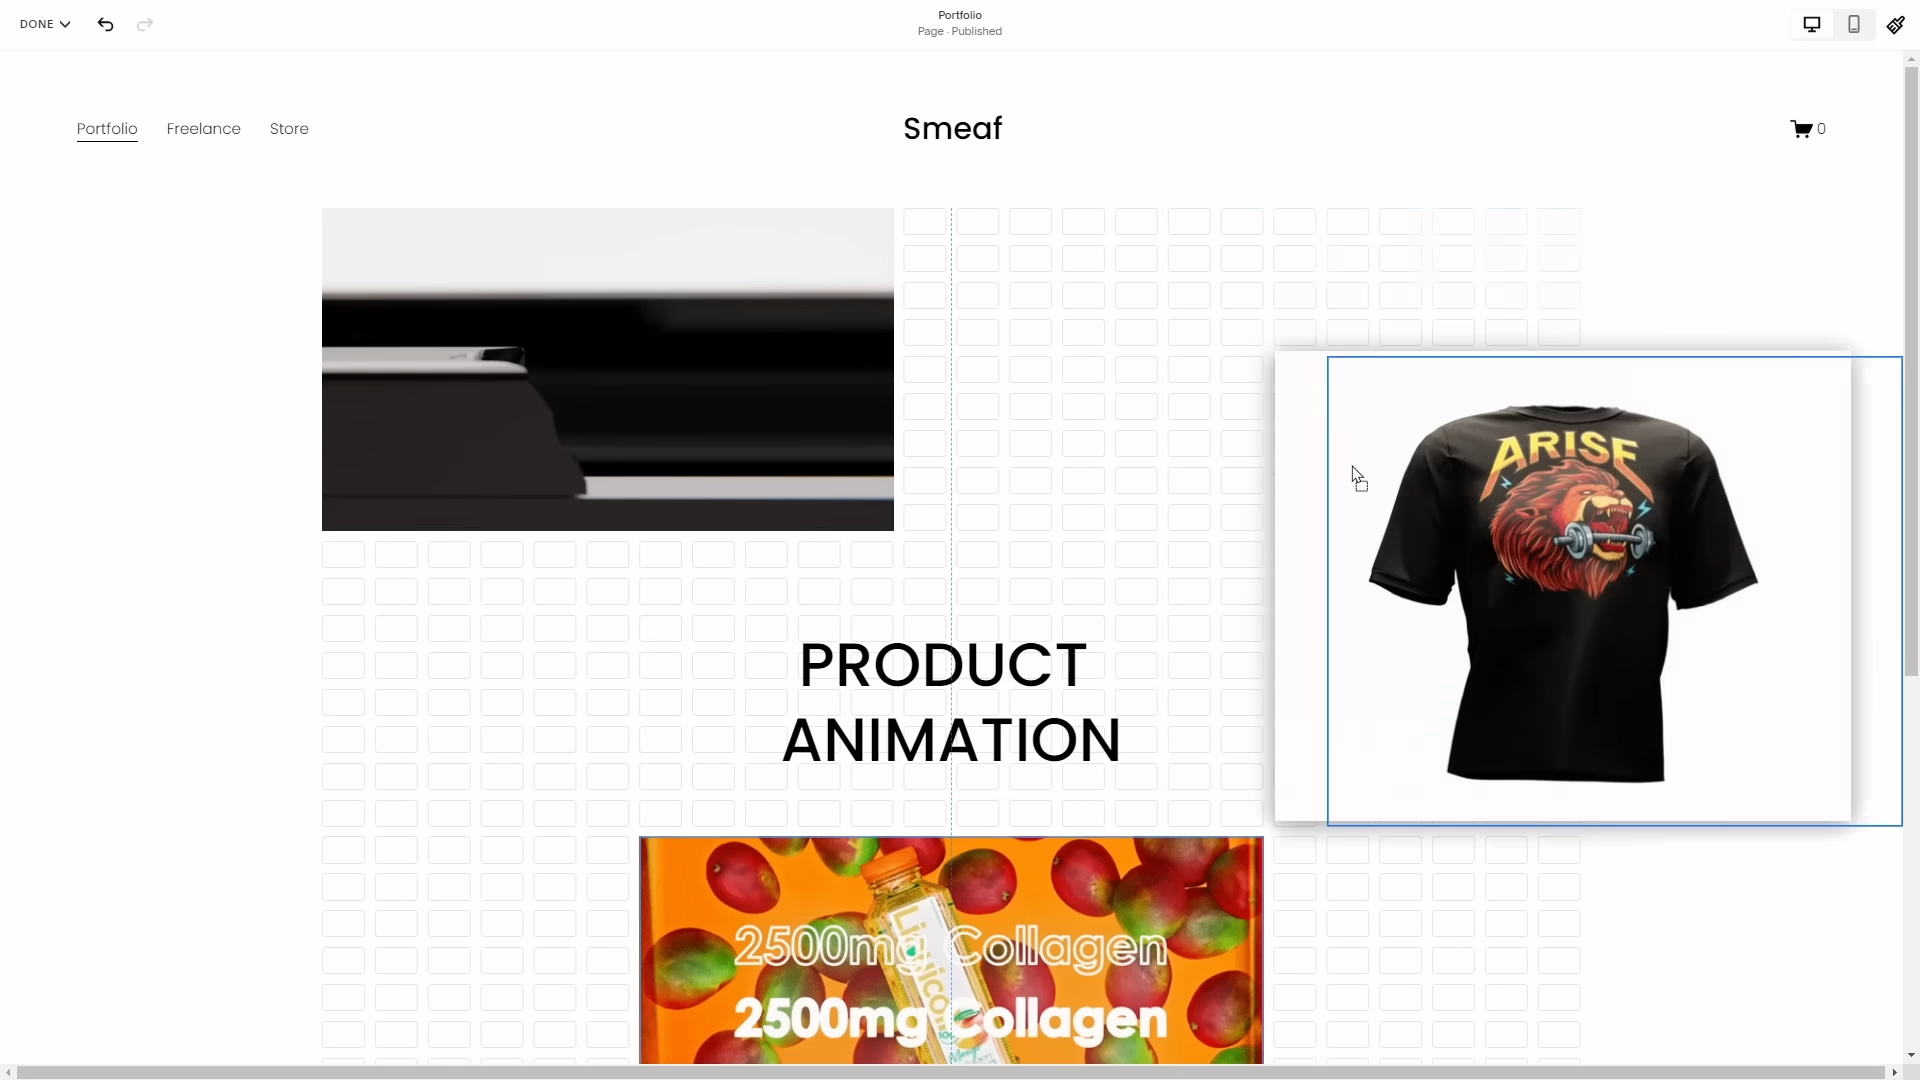 DONE
Portfolio
Page · Published
Portfolio
Freelance
Store
Smeaf
0
ARISE
PRODUCT
ANIMATION
2500mg Collagen
2500mg Collagen